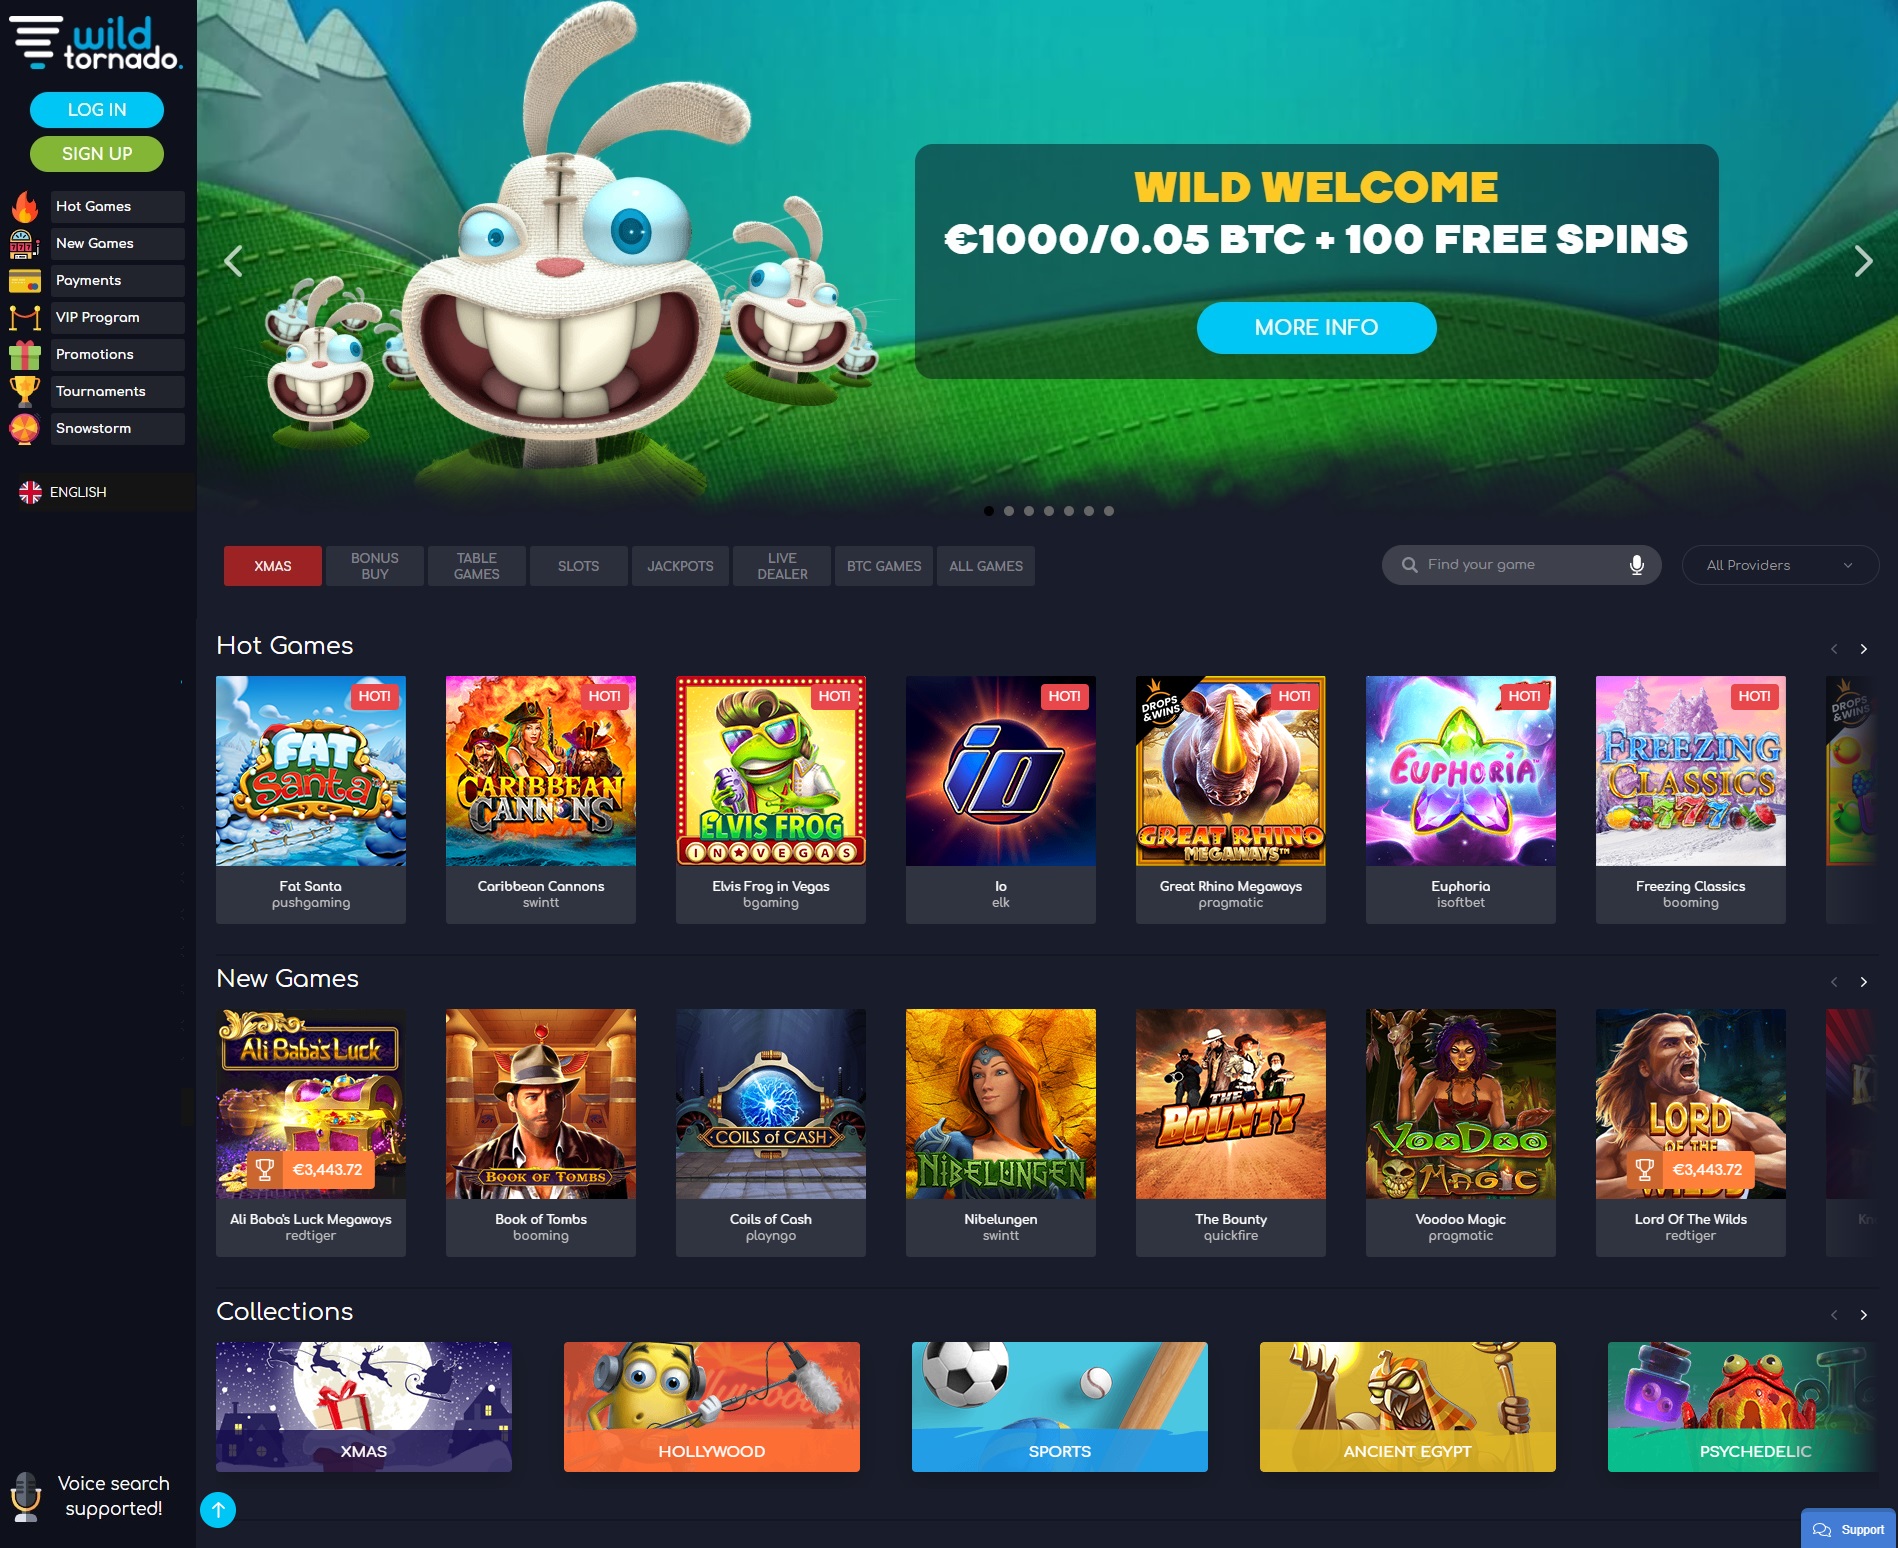 wild
tornado.
LOG IN
SIGN UP
Hot Games
New Games
Payments
VIP Program
Promotions
Tournaments
Snowstorm
ENGLISH
WILD WELCOME
€1000/0.05 BTC + 100 FREE SPINS
MORE INFO
XMAS
BONUS
BUY
TABLE
GAMES
SLOTS
JACKPOTS
LIVE
DEALER
BTC GAMES
ALL GAMES
Find your game
All Providers
Hot Games
HOT!
FAT
Santa
Fat Santa
pushgaming
HOT!
CARIBBEAN
CANNONS
Caribbean Cannons
swintt
HOT!
ELVIS FROG
IN VEGAS
Elvis Frog in Vegas
bgaming
HOT!
io
Io
elk
DROPS
&WINS
HOT!
GREAT RHINO
MEGAWAYS™
Great Rhino Megaways
pragmatic
HOT!
EUPHORIA™
Euphoria
isoftbet
HOT!
FREEZING
CLASSICS
777
Freezing Classics
booming
DROPS
&WINS
New Games
Ali Baba's Luck
€3,443.72
Ali Baba's Luck Megaways
redtiger
BOOK OF TOMBS
Book of Tombs
booming
COILS of CASH
Coils of Cash
playngo
NIBELUNGEN
Nibelungen
swintt
THE
BOUNTY
The Bounty
quickfire
VOODOO
MAGIC
Voodoo Magic
pragmatic
LORD
OF THE
WILDS
€3,443.72
Lord Of The Wilds
redtiger
Collections
XMAS
HOLLYWOOD
SPORTS
ANCIENT EGYPT
PSYCHEDELIC
Voice search
supported!
Support